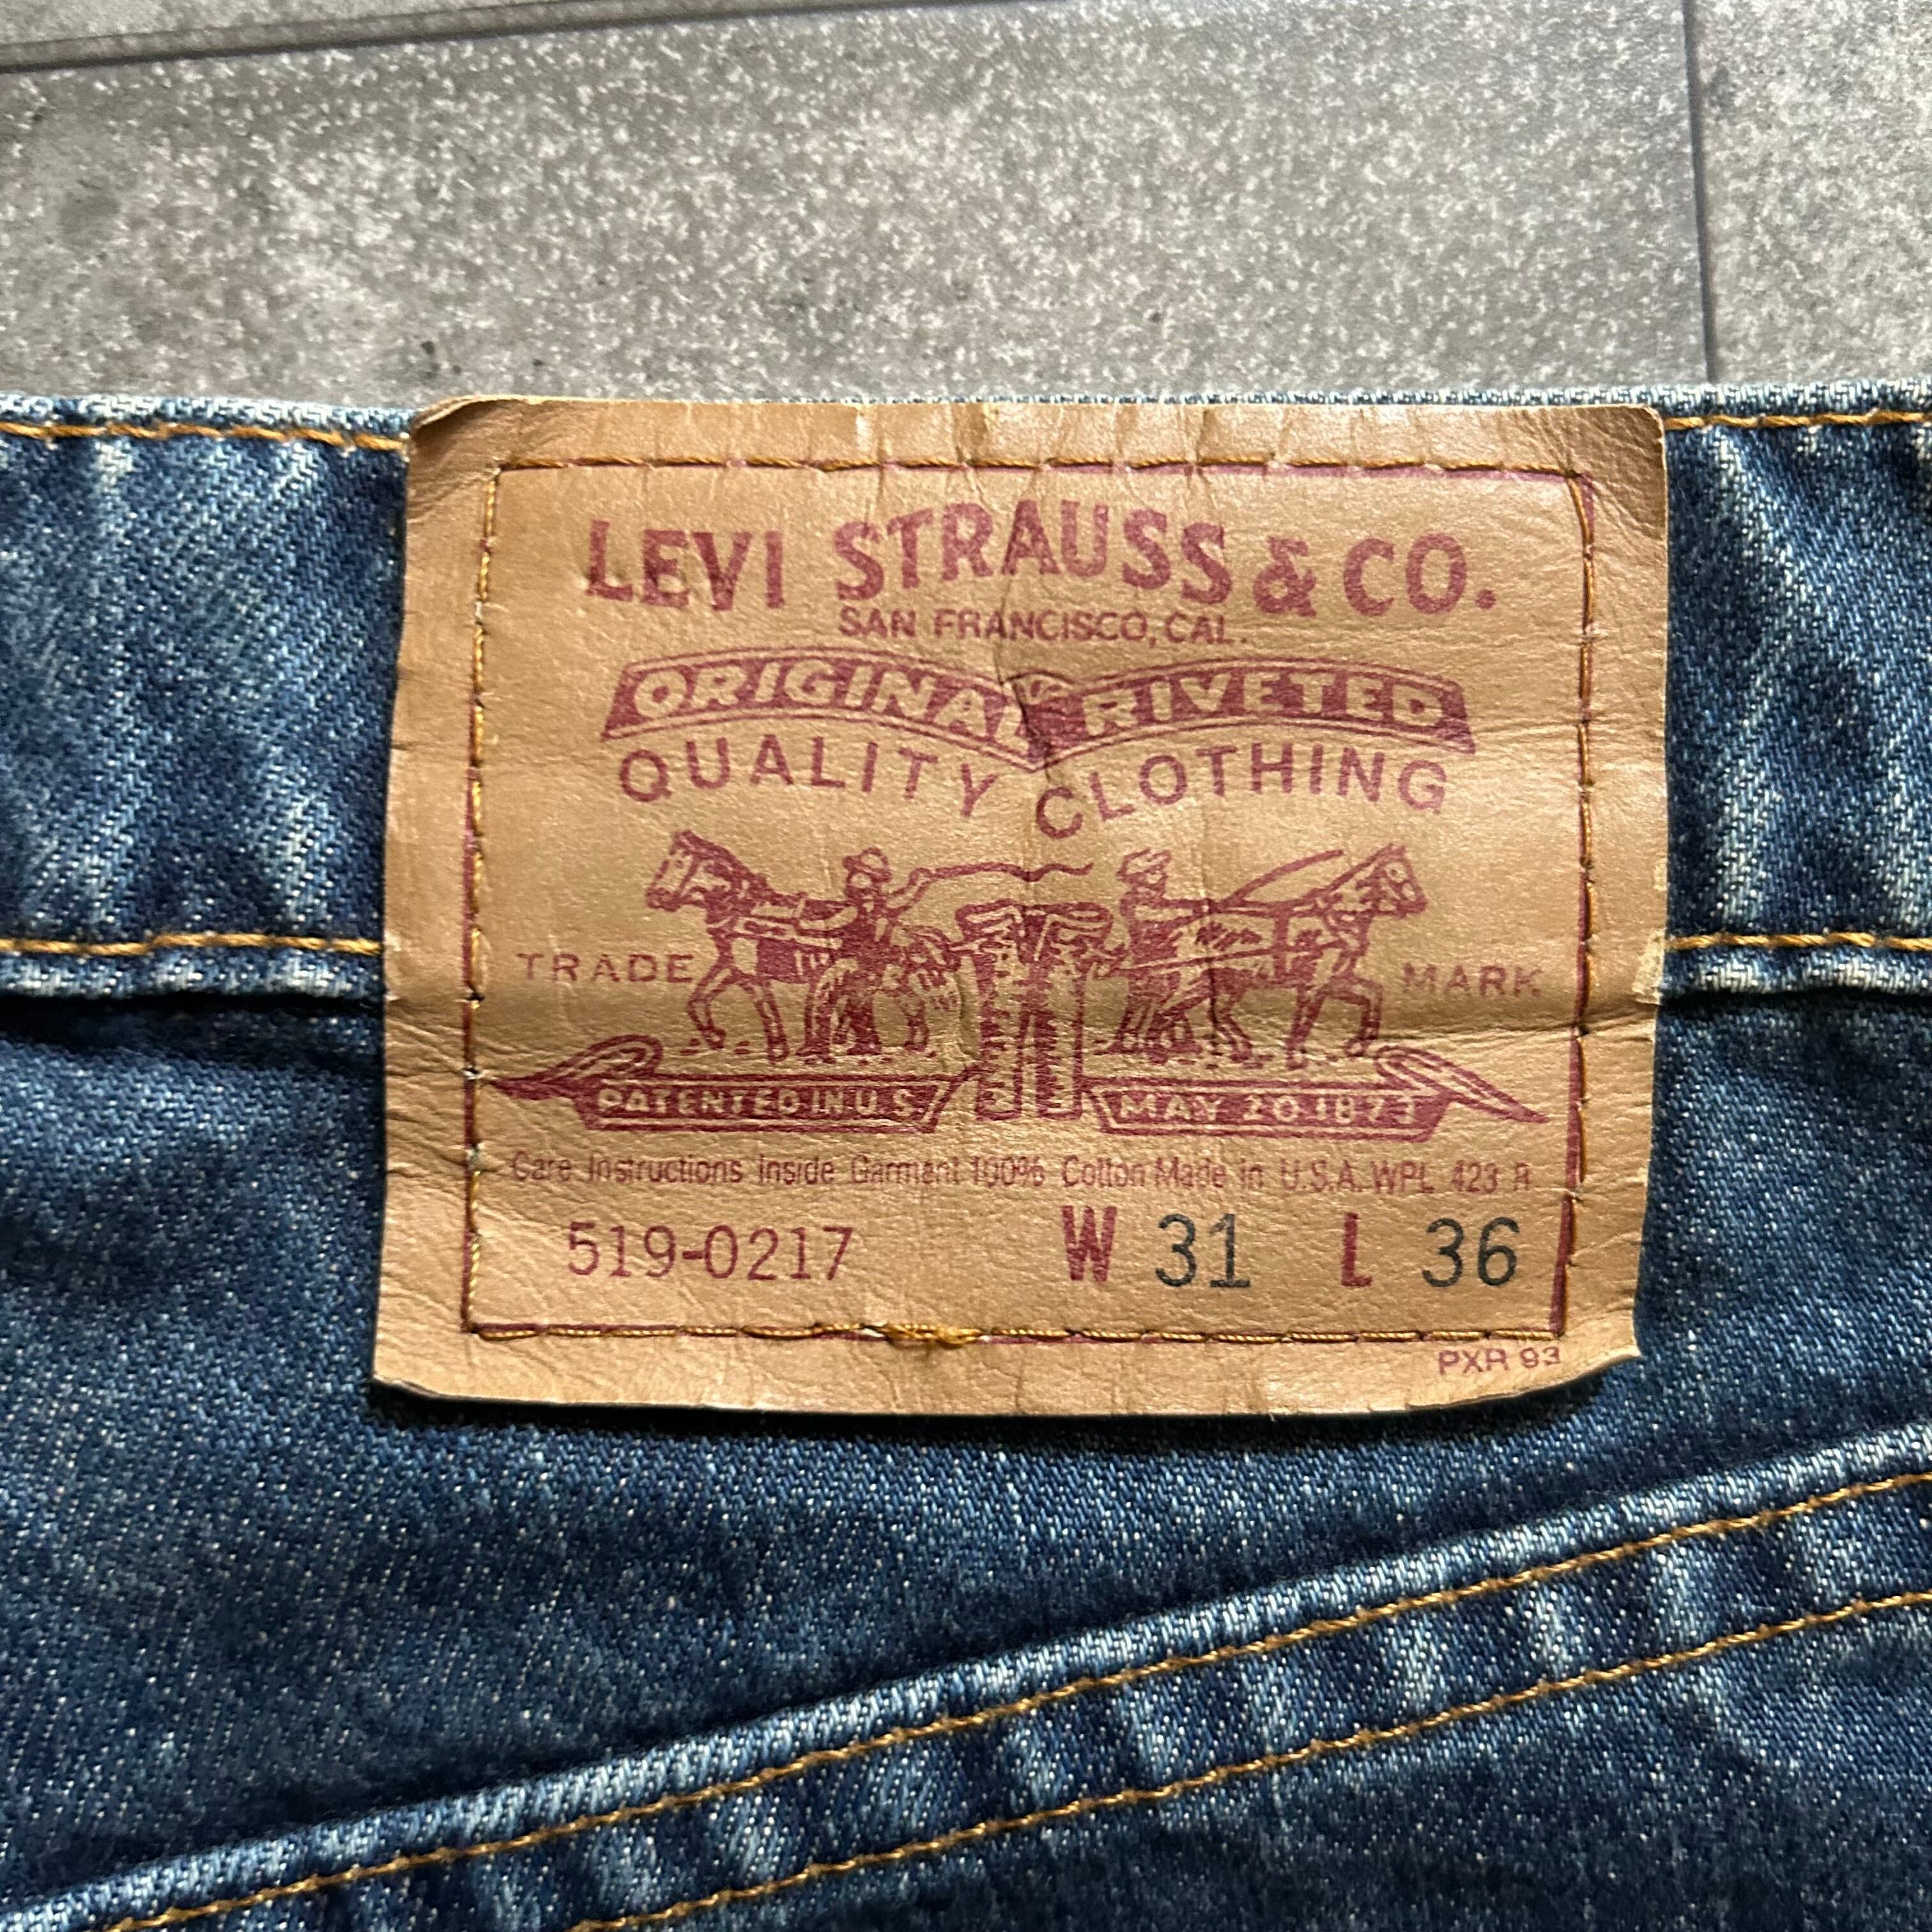 LEVI STRAUSS & CO.
SAN FRANCISCO, CAL.
ORIGINAL RIVETED
QUALITY CLOTHING
TRADE MARK
PATENTED IN U.S. MAY 20 1873
Care Instructions Inside Garment 100% Cotton Made in U.S.A. WPL 423 R
519-0217 W 31 L 36
PXR 93